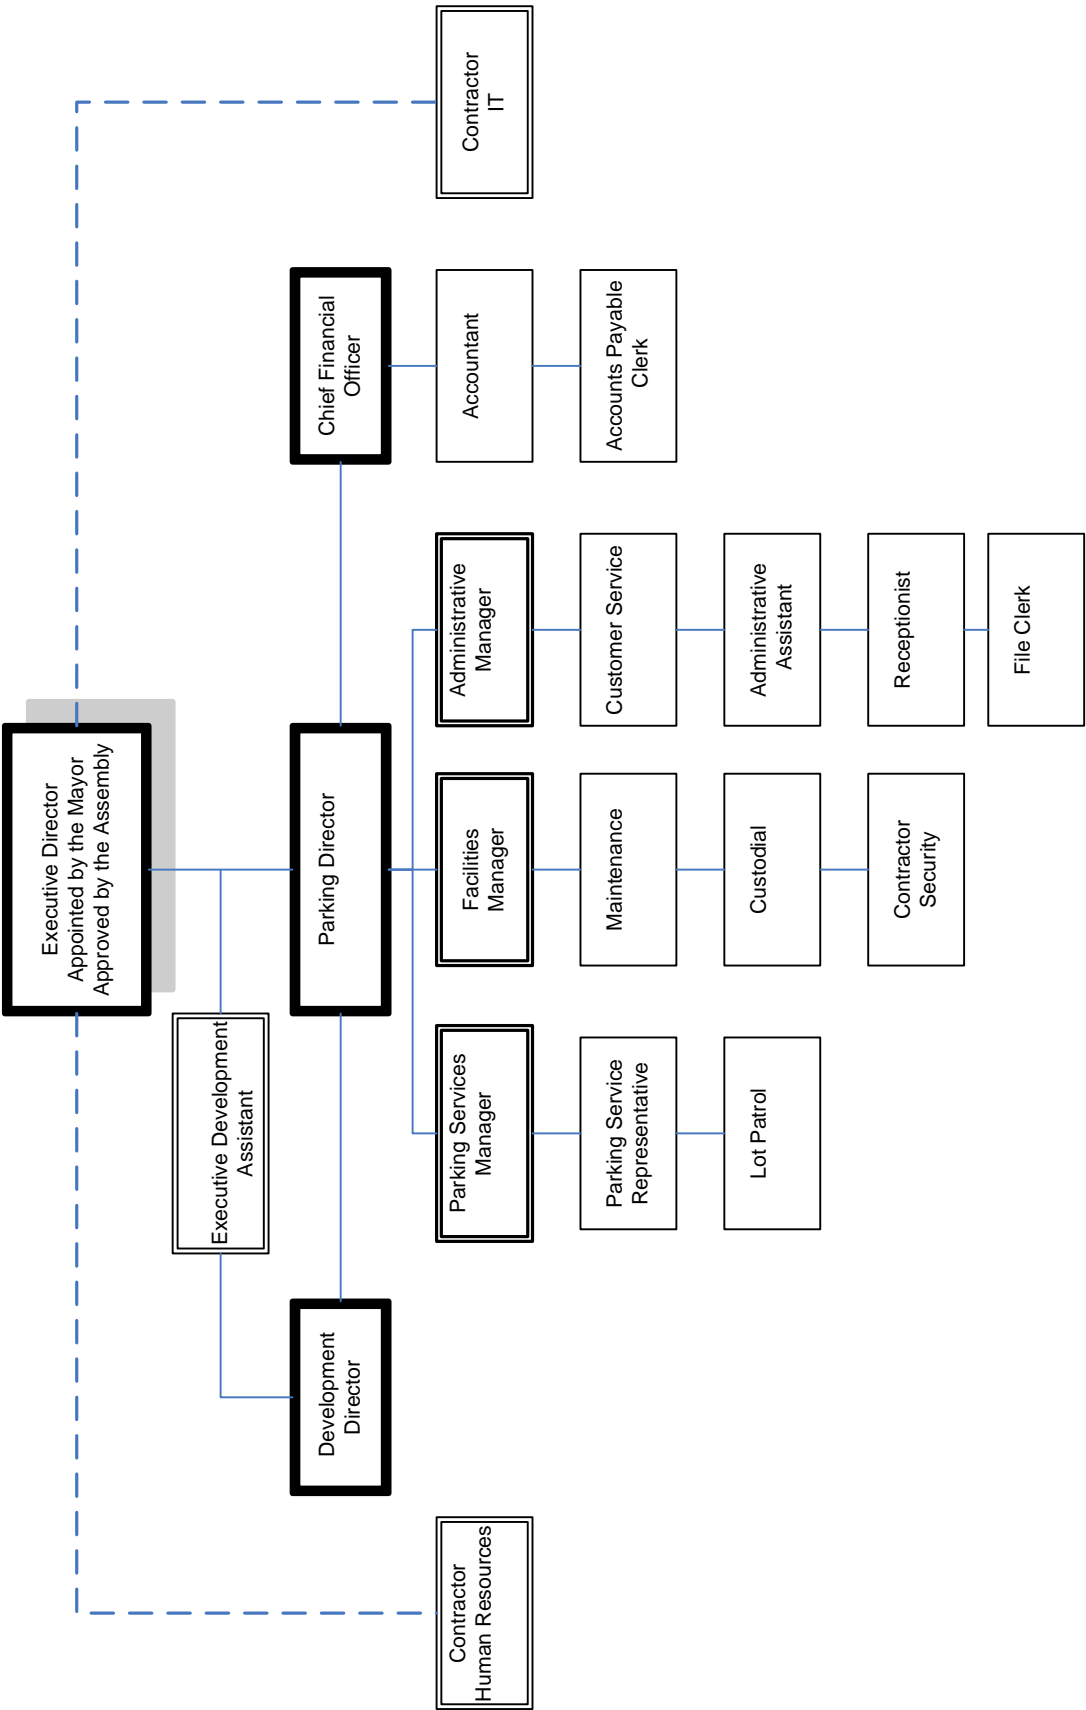 Executive Director
Appointed by the Mayor
Approved by the Assembly
Executive Development
Assistant
Development
Director
Parking Director
Chief Financial
Officer
Contractor
Human Resources
Parking Services
Manager
Facilities
Manager
Administrative
Manager
Accountant
Contractor
IT
Parking Service
Representative
Maintenance
Customer Service
Accounts Payable
Clerk
Lot Patrol
Custodial
Administrative
Assistant
Contractor
Security
Receptionist
File Clerk